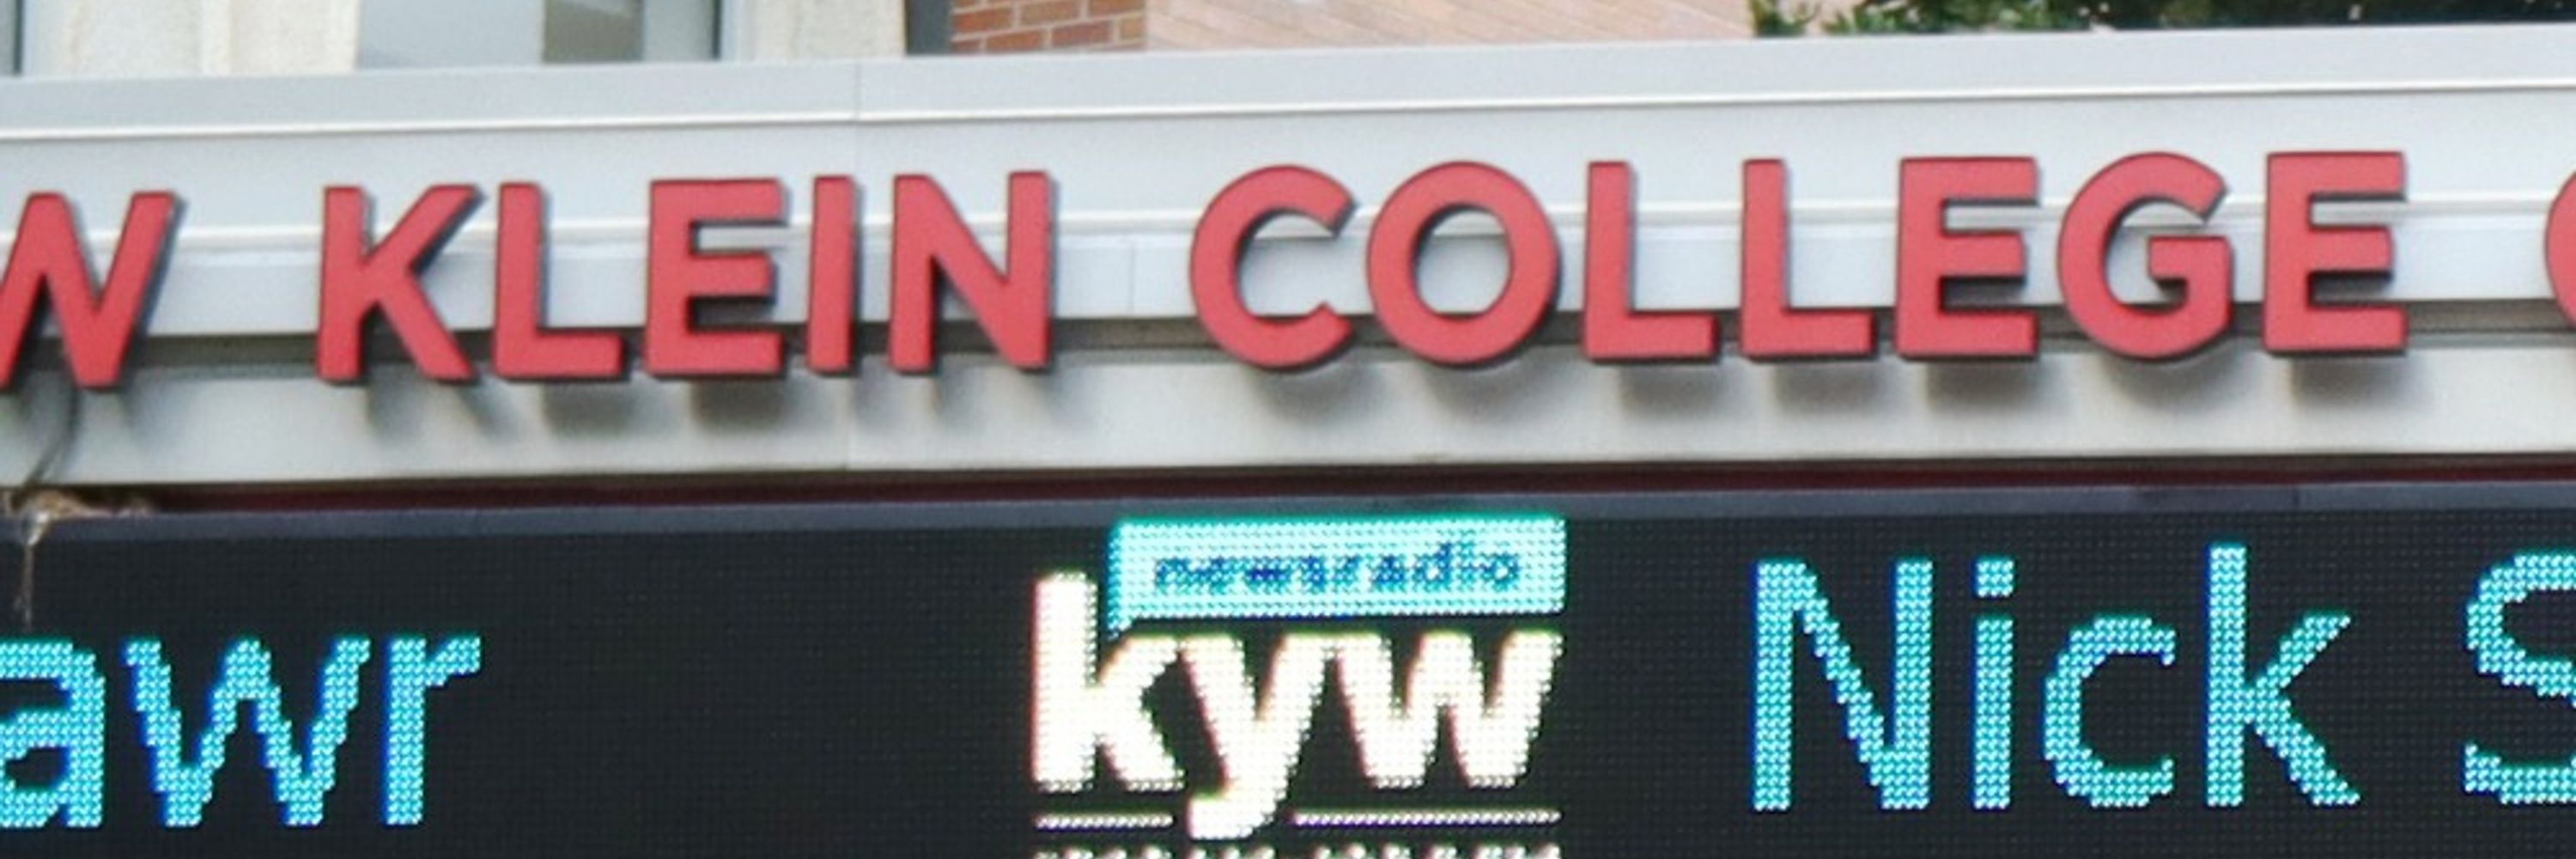 W KLEIN COLLEGE
newsradio
awr kyw Nick S